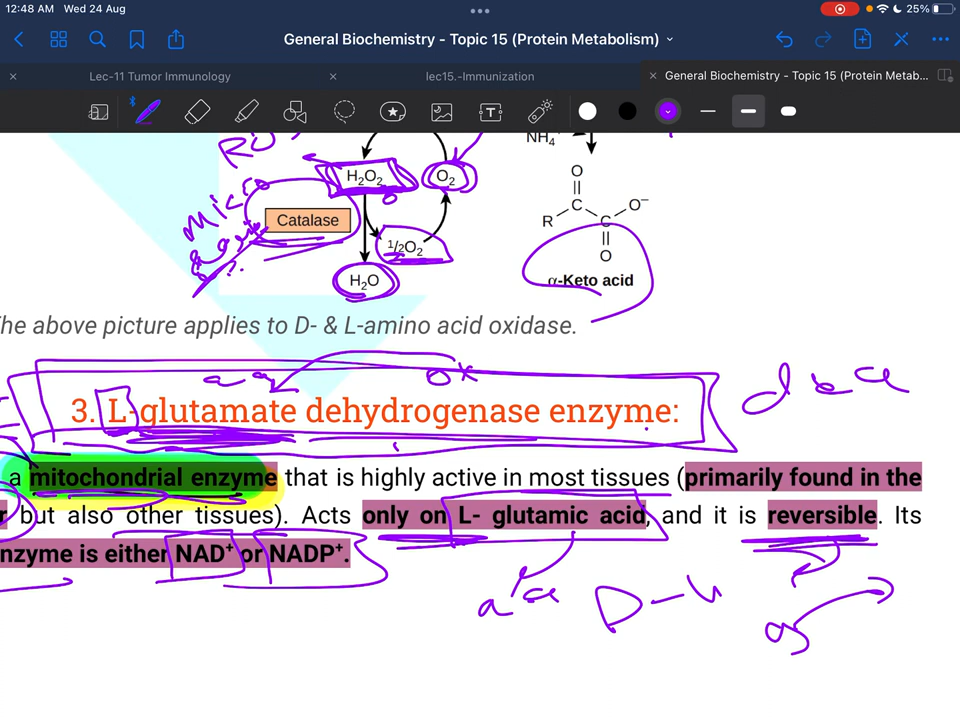 12:48 AM Wed 24 Aug
25%
General Biochemistry - Topic 15 (Protein Metabolism)
Lec-11 Tumor Immunology
lec15.-Immunization
General Biochemistry - Topic 15 (Protein Metab...
NH4
H2O2
O2
O
C
O⁻
R
C
Catalase
micro
1/2O2
O
H2O
α-Keto acid
he above picture applies to D- & L-amino acid oxidase.
3. L-glutamate dehydrogenase enzyme:
a mitochondrial enzyme that is highly active in most tissues (primarily found in the
r but also other tissues). Acts only on L- glutamic acid, and it is reversible. Its
nzyme is either NAD⁺ or NADP⁺.